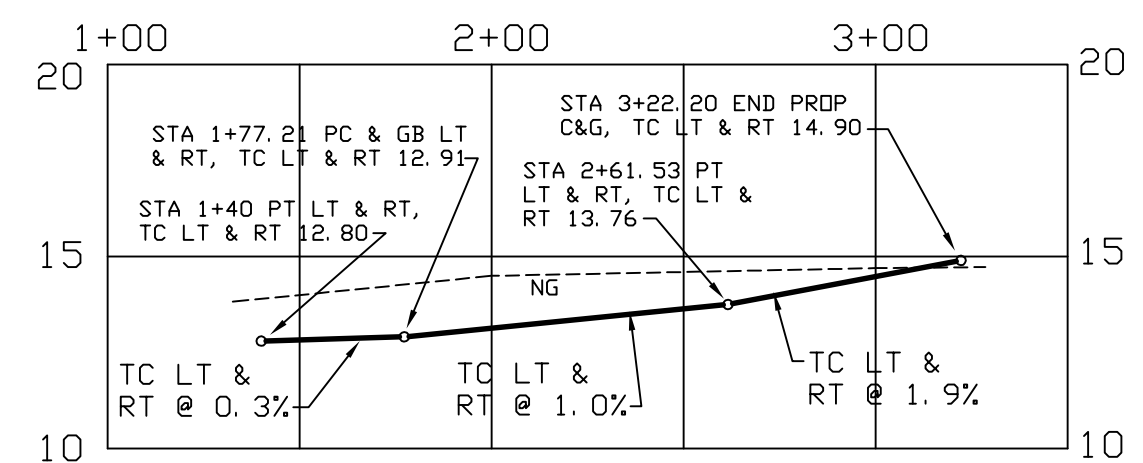 1+00
2+00
3+00
20
20
STA 3+22.20 END PROP
C&G, TC LT & RT 14.90
STA 1+77.21 PC & GB LT
& RT, TC LT & RT 12.91
STA 2+61.53 PT
LT & RT, TC LT &
RT 13.76
STA 1+40 PT LT & RT,
TC LT & RT 12.80
15
15
NG
TC LT &
RT @ 0.3%
TC LT &
RT @ 1.0%
TC LT &
RT @ 1.9%
10
10